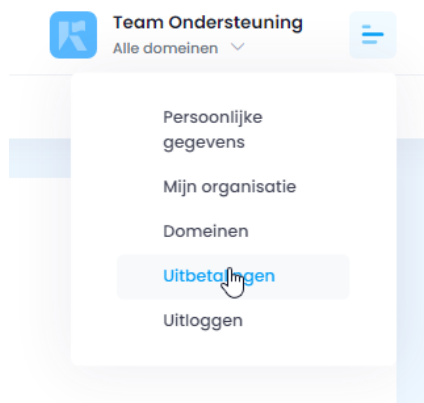 Team Ondersteuning
Alle domeinen
Persoonlijke
gegevens
Mijn organisatie
Domeinen
Uitbetalingen
Uitloggen